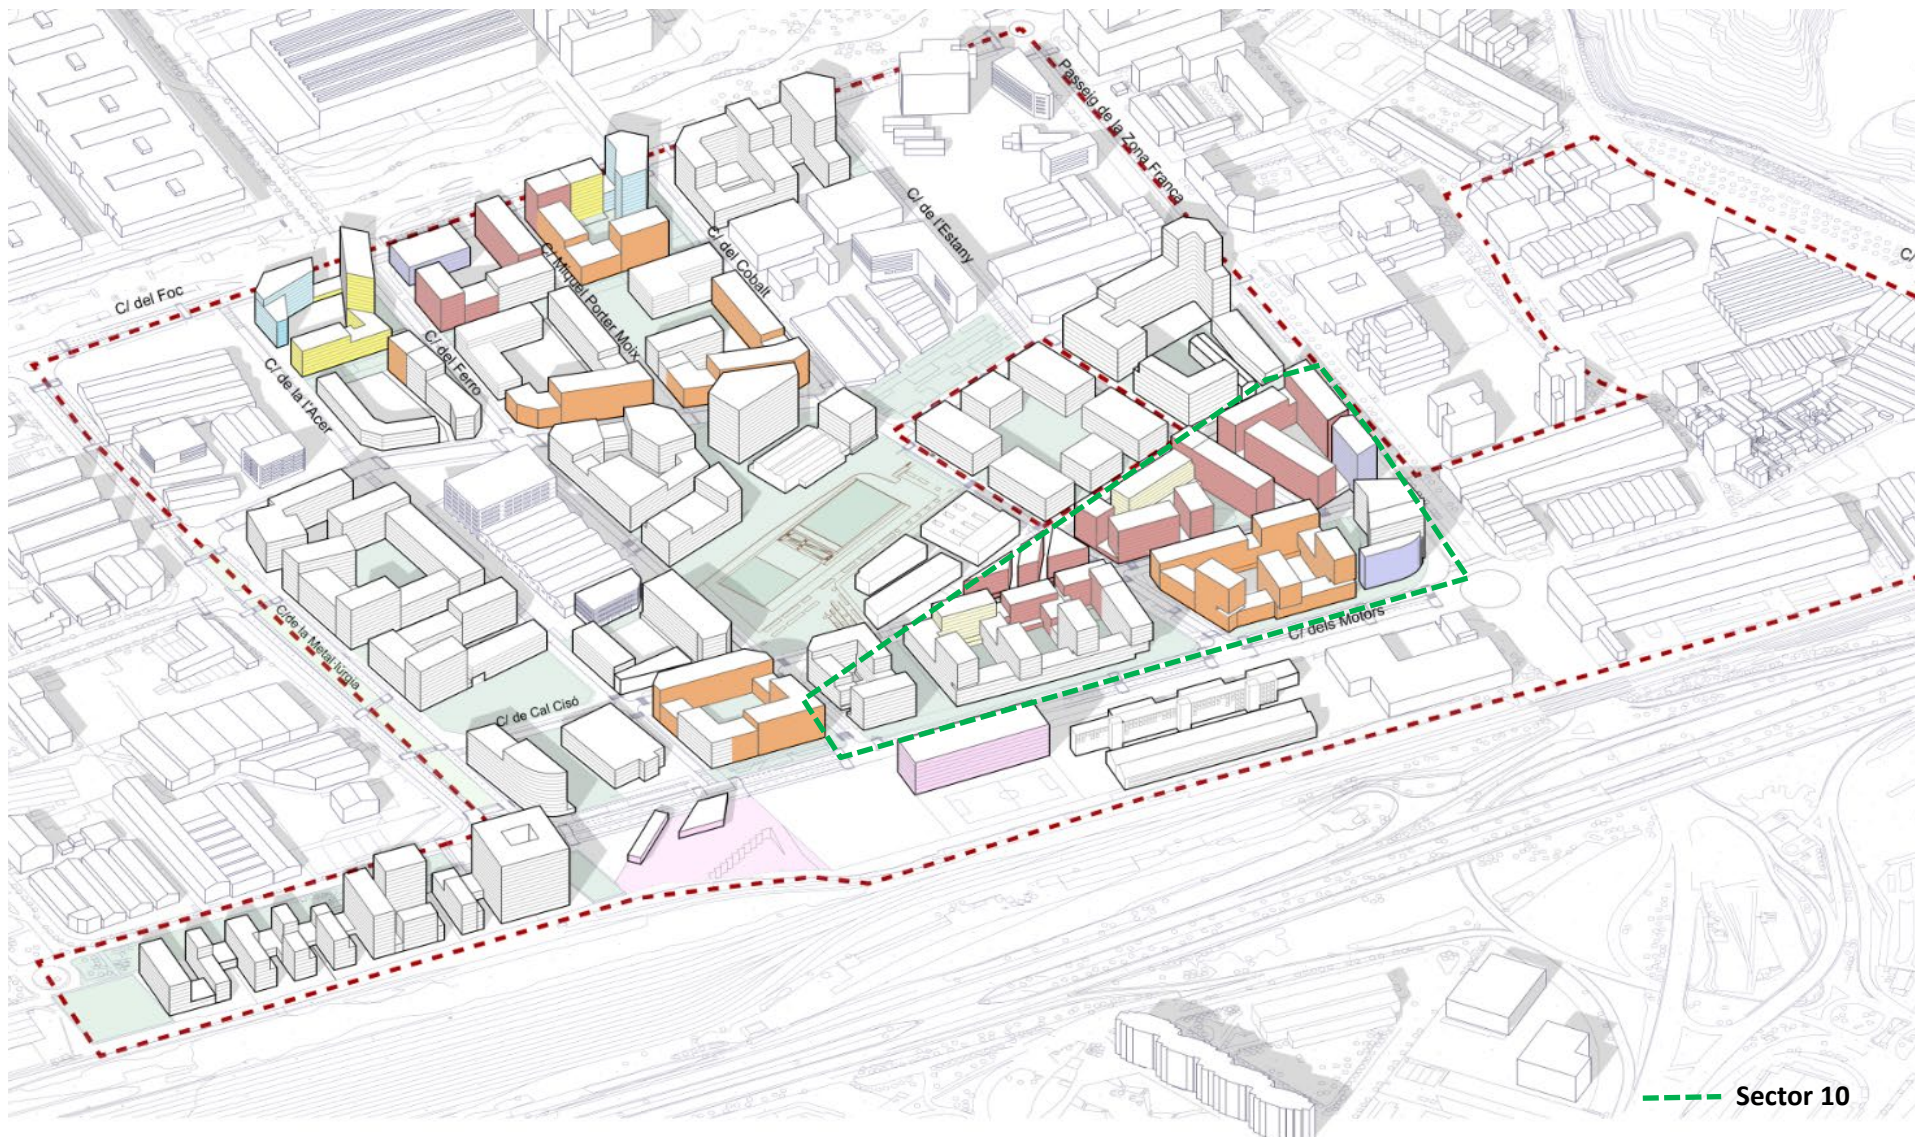 Passeig de la Zona Franca
C/ de l'Estany
C/ del Cobalt
C/ Miquel Porter Moix
C/ del Foc
C/ del Ferro
C/ de la l'Acer
C/
C/de la Metal·lúrgia
C/ dels Motors
C/ de Cal Cisó
Sector 10